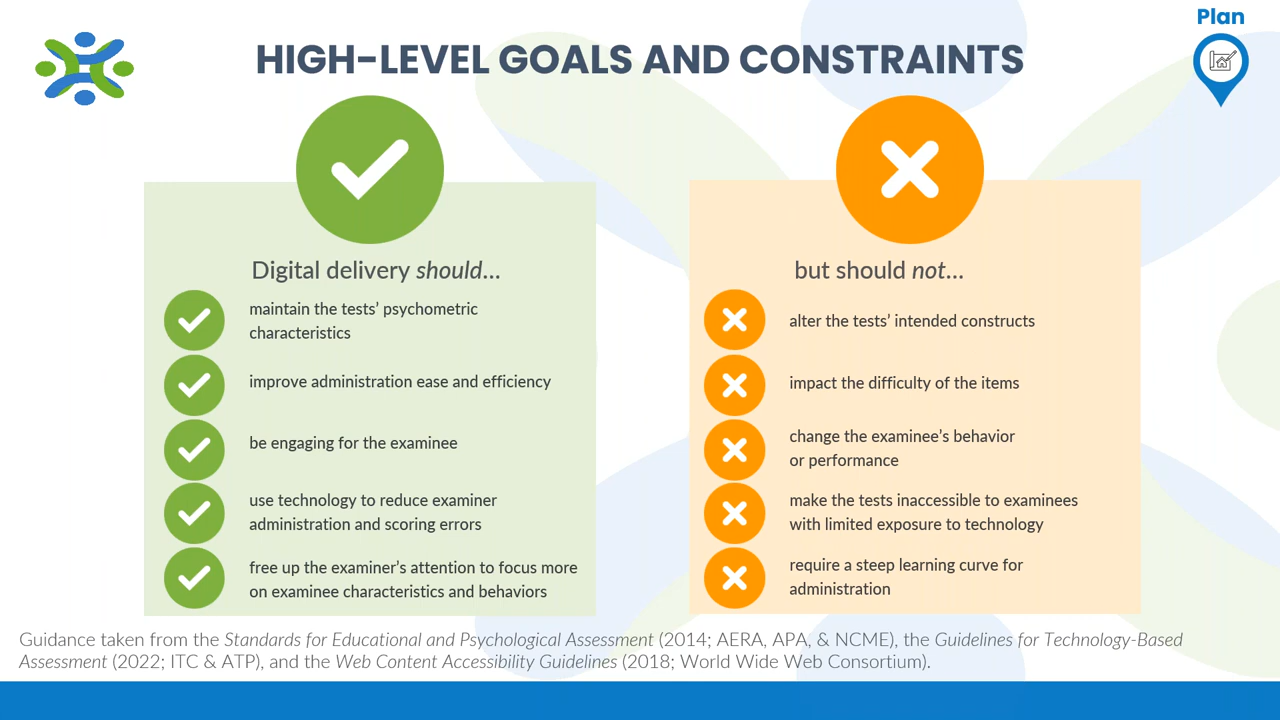 Plan
HIGH-LEVEL GOALS AND CONSTRAINTS
Digital delivery should...
maintain the tests' psychometric
characteristics
improve administration ease and efficiency
be engaging for the examinee
use technology to reduce examiner
administration and scoring errors
free up the examiner's attention to focus more
on examinee characteristics and behaviors
but should not...
alter the tests' intended constructs
impact the difficulty of the items
change the examinee's behavior
or performance
make the tests inaccessible to examinees
with limited exposure to technology
require a steep learning curve for
administration
Guidance taken from the Standards for Educational and Psychological Assessment (2014; AERA, APA, & NCME), the Guidelines for Technology-Based
Assessment (2022; ITC & ATP), and the Web Content Accessibility Guidelines (2018; World Wide Web Consortium).